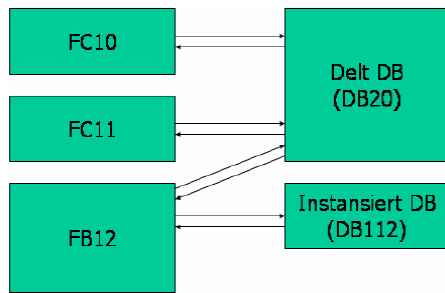 FC10
Delt DB
(DB20)
FC11
FB12
Instansiert DB
(DB112)